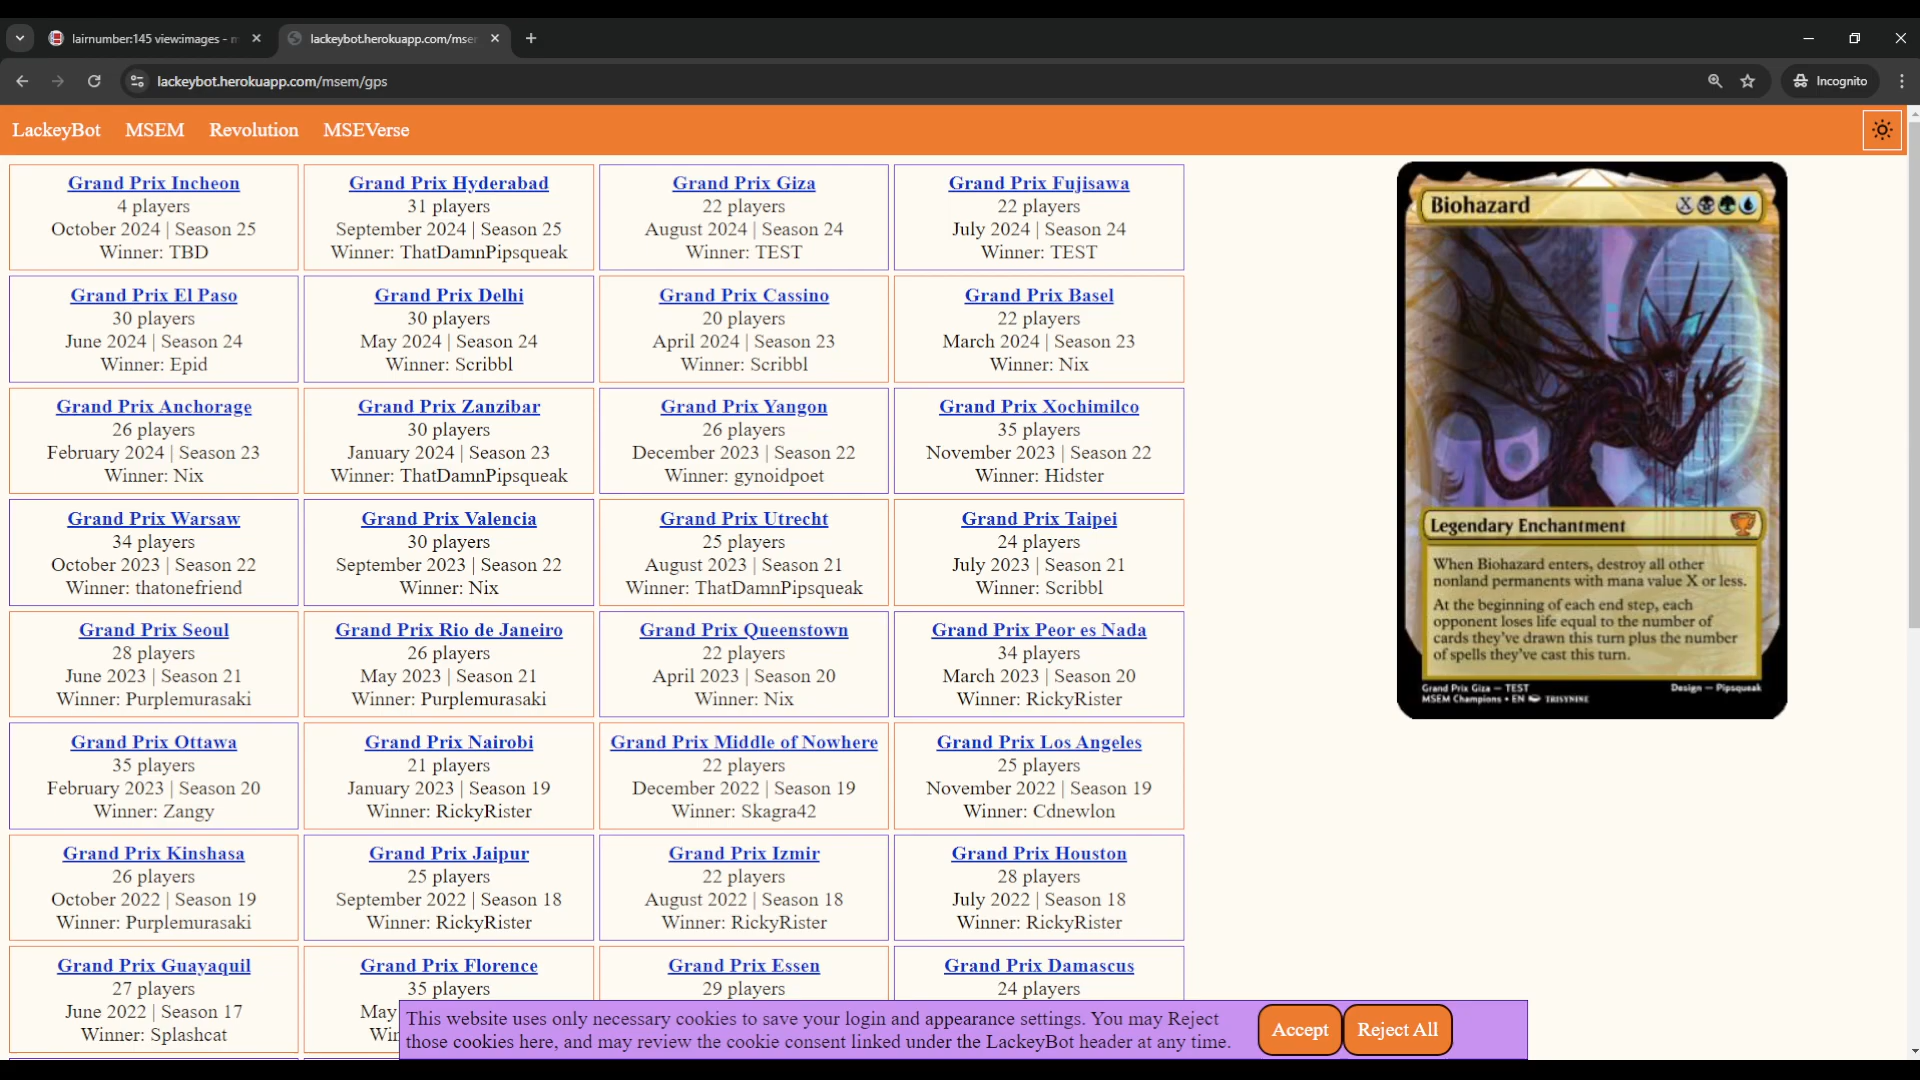 lairnumber:145 view:images - m
lackeybot.herokuapp.com/mse
lackeybot.herokuapp.com/msem/gps
Incognito
LackeyBot MSEM Revolution MSEVerse
Grand Prix Incheon
4 players
October 2024 | Season 25
Winner: TBD
Grand Prix Hyderabad
31 players
September 2024 | Season 25
Winner: ThatDamnPipsqueak
Grand Prix Giza
22 players
August 2024 | Season 24
Winner: TEST
Grand Prix Fujisawa
22 players
July 2024 | Season 24
Winner: TEST
Grand Prix El Paso
30 players
June 2024 | Season 24
Winner: Epid
Grand Prix Delhi
30 players
May 2024 | Season 24
Winner: Scribbl
Grand Prix Cassino
20 players
April 2024 | Season 23
Winner: Scribbl
Grand Prix Basel
22 players
March 2024 | Season 23
Winner: Nix
Grand Prix Anchorage
26 players
February 2024 | Season 23
Winner: Nix
Grand Prix Zanzibar
30 players
January 2024 | Season 23
Winner: ThatDamnPipsqueak
Grand Prix Yangon
26 players
December 2023 | Season 22
Winner: gynoidpoet
Grand Prix Xochimilco
35 players
November 2023 | Season 22
Winner: Hidster
Grand Prix Warsaw
34 players
October 2023 | Season 22
Winner: thatonefriend
Grand Prix Valencia
30 players
September 2023 | Season 22
Winner: Nix
Grand Prix Utrecht
25 players
August 2023 | Season 21
Winner: ThatDamnPipsqueak
Grand Prix Taipei
24 players
July 2023 | Season 21
Winner: Scribbl
Grand Prix Seoul
28 players
June 2023 | Season 21
Winner: Purplemurasaki
Grand Prix Rio de Janeiro
26 players
May 2023 | Season 21
Winner: Purplemurasaki
Grand Prix Queenstown
22 players
April 2023 | Season 20
Winner: Nix
Grand Prix Peor es Nada
34 players
March 2023 | Season 20
Winner: RickyRister
Grand Prix Ottawa
35 players
February 2023 | Season 20
Winner: Zangy
Grand Prix Nairobi
21 players
January 2023 | Season 19
Winner: RickyRister
Grand Prix Middle of Nowhere
22 players
December 2022 | Season 19
Winner: Skagra42
Grand Prix Los Angeles
25 players
November 2022 | Season 19
Winner: Cdnewlon
Grand Prix Kinshasa
26 players
October 2022 | Season 19
Winner: Purplemurasaki
Grand Prix Jaipur
25 players
September 2022 | Season 18
Winner: RickyRister
Grand Prix Izmir
22 players
August 2022 | Season 18
Winner: RickyRister
Grand Prix Houston
28 players
July 2022 | Season 18
Winner: RickyRister
Grand Prix Guayaquil
27 players
June 2022 | Season 17
Winner: Splashcat
Grand Prix Florence
35 players
May
Win
Grand Prix Essen
29 players
Grand Prix Damascus
24 players
This website uses only necessary cookies to save your login and appearance settings. You may Reject
those cookies here, and may review the cookie consent linked under the LackeyBot header at any time.
Accept
Reject All
Biohazard X
Legendary Enchantment
When Biohazard enters, destroy all other
nonland permanents with mana value X or less.
At the beginning of each end step, each
opponent loses life equal to the number of
cards they've drawn this turn plus the number
of spells they've cast this turn.
Grand Prix Giza — TEST Design — Pipsqueak
MSEM Champions • EN TRISYNINE